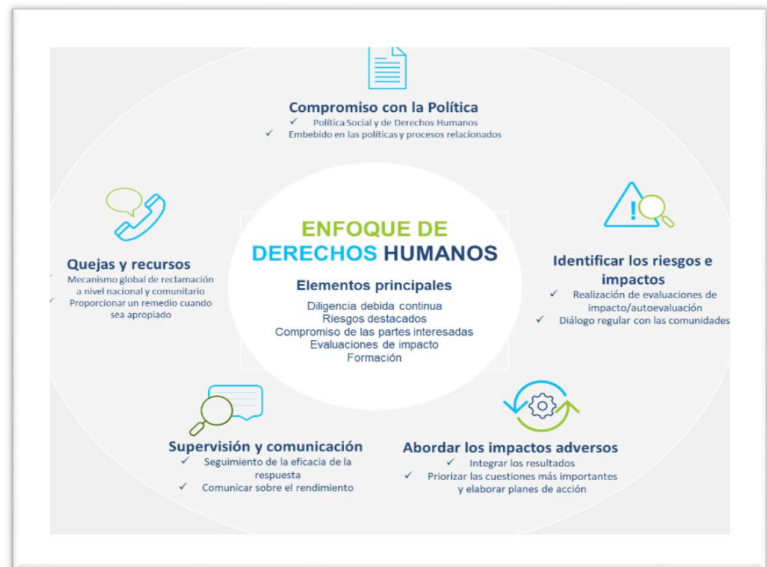 Compromiso con la Política
✓ Política Social y de Derechos Humanos
✓ Embebido en las políticas y procesos relacionados
ENFOQUE DE
DERECHOS HUMANOS
Elementos principales
Diligencia debida continua
Riesgos destacados
Compromiso de las partes interesadas
Evaluaciones de impacto
Formación
Identificar los riesgos e
impactos
✓ Realización de evaluaciones de
impacto/autoevaluación
✓ Diálogo regular con las comunidades
Abordar los impactos adversos
✓ Integrar los resultados
✓ Priorizar las cuestiones más importantes
y elaborar planes de acción
Supervisión y comunicación
✓ Seguimiento de la eficacia de la
respuesta
✓ Comunicar sobre el rendimiento
Quejas y recursos
✓ Mecanismo global de reclamación
a nivel nacional y comunitario
✓ Proporcionar un remedio cuando
sea apropiado